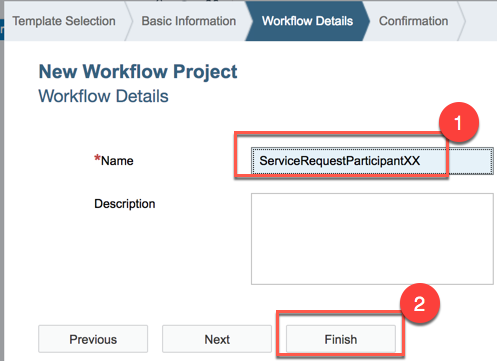 Template Selection Basic Information Workflow Details Confirmation
New Workflow Project
Workflow Details
1
*Name ServiceRequestParticipantXX
Description
2
Previous Next Finish